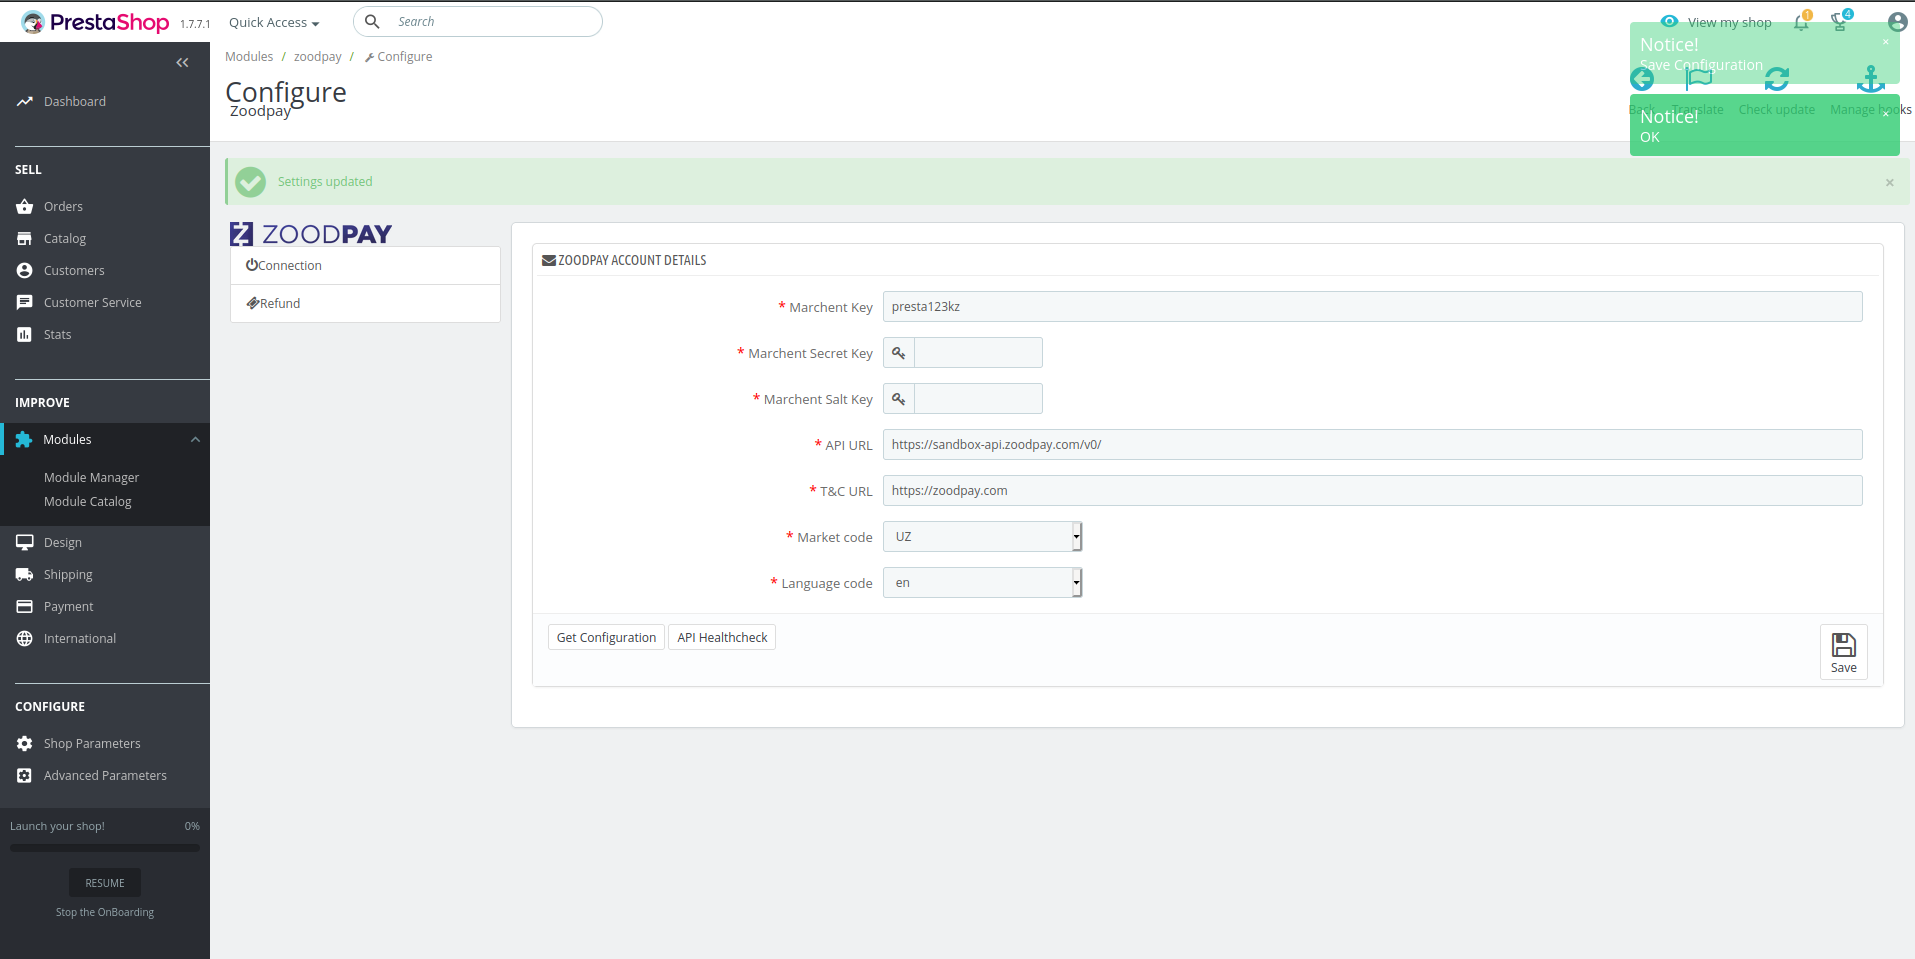 PrestaShop 1.7.7.1 Quick Access Search View my shop 1 4
Notice!
Save Configuration
Back Translate Check update Manage hooks
Notice!
OK
Modules / zoodpay / Configure
Configure
Zoodpay
Settings updated
Dashboard
SELL
Orders
Catalog
Customers
Customer Service
Stats
IMPROVE
Modules
Module Manager
Module Catalog
Design
Shipping
Payment
International
CONFIGURE
Shop Parameters
Advanced Parameters
Launch your shop! 0%
RESUME
Stop the OnBoarding
Z ZOODPAY
Connection
Refund
ZOODPAY ACCOUNT DETAILS
* Marchent Key presta123kz
* Marchent Secret Key
* Marchent Salt Key
* API URL https://sandbox-api.zoodpay.com/v0/
* T&C URL https://zoodpay.com
* Market code UZ
* Language code en
Get Configuration API Healthcheck
Save